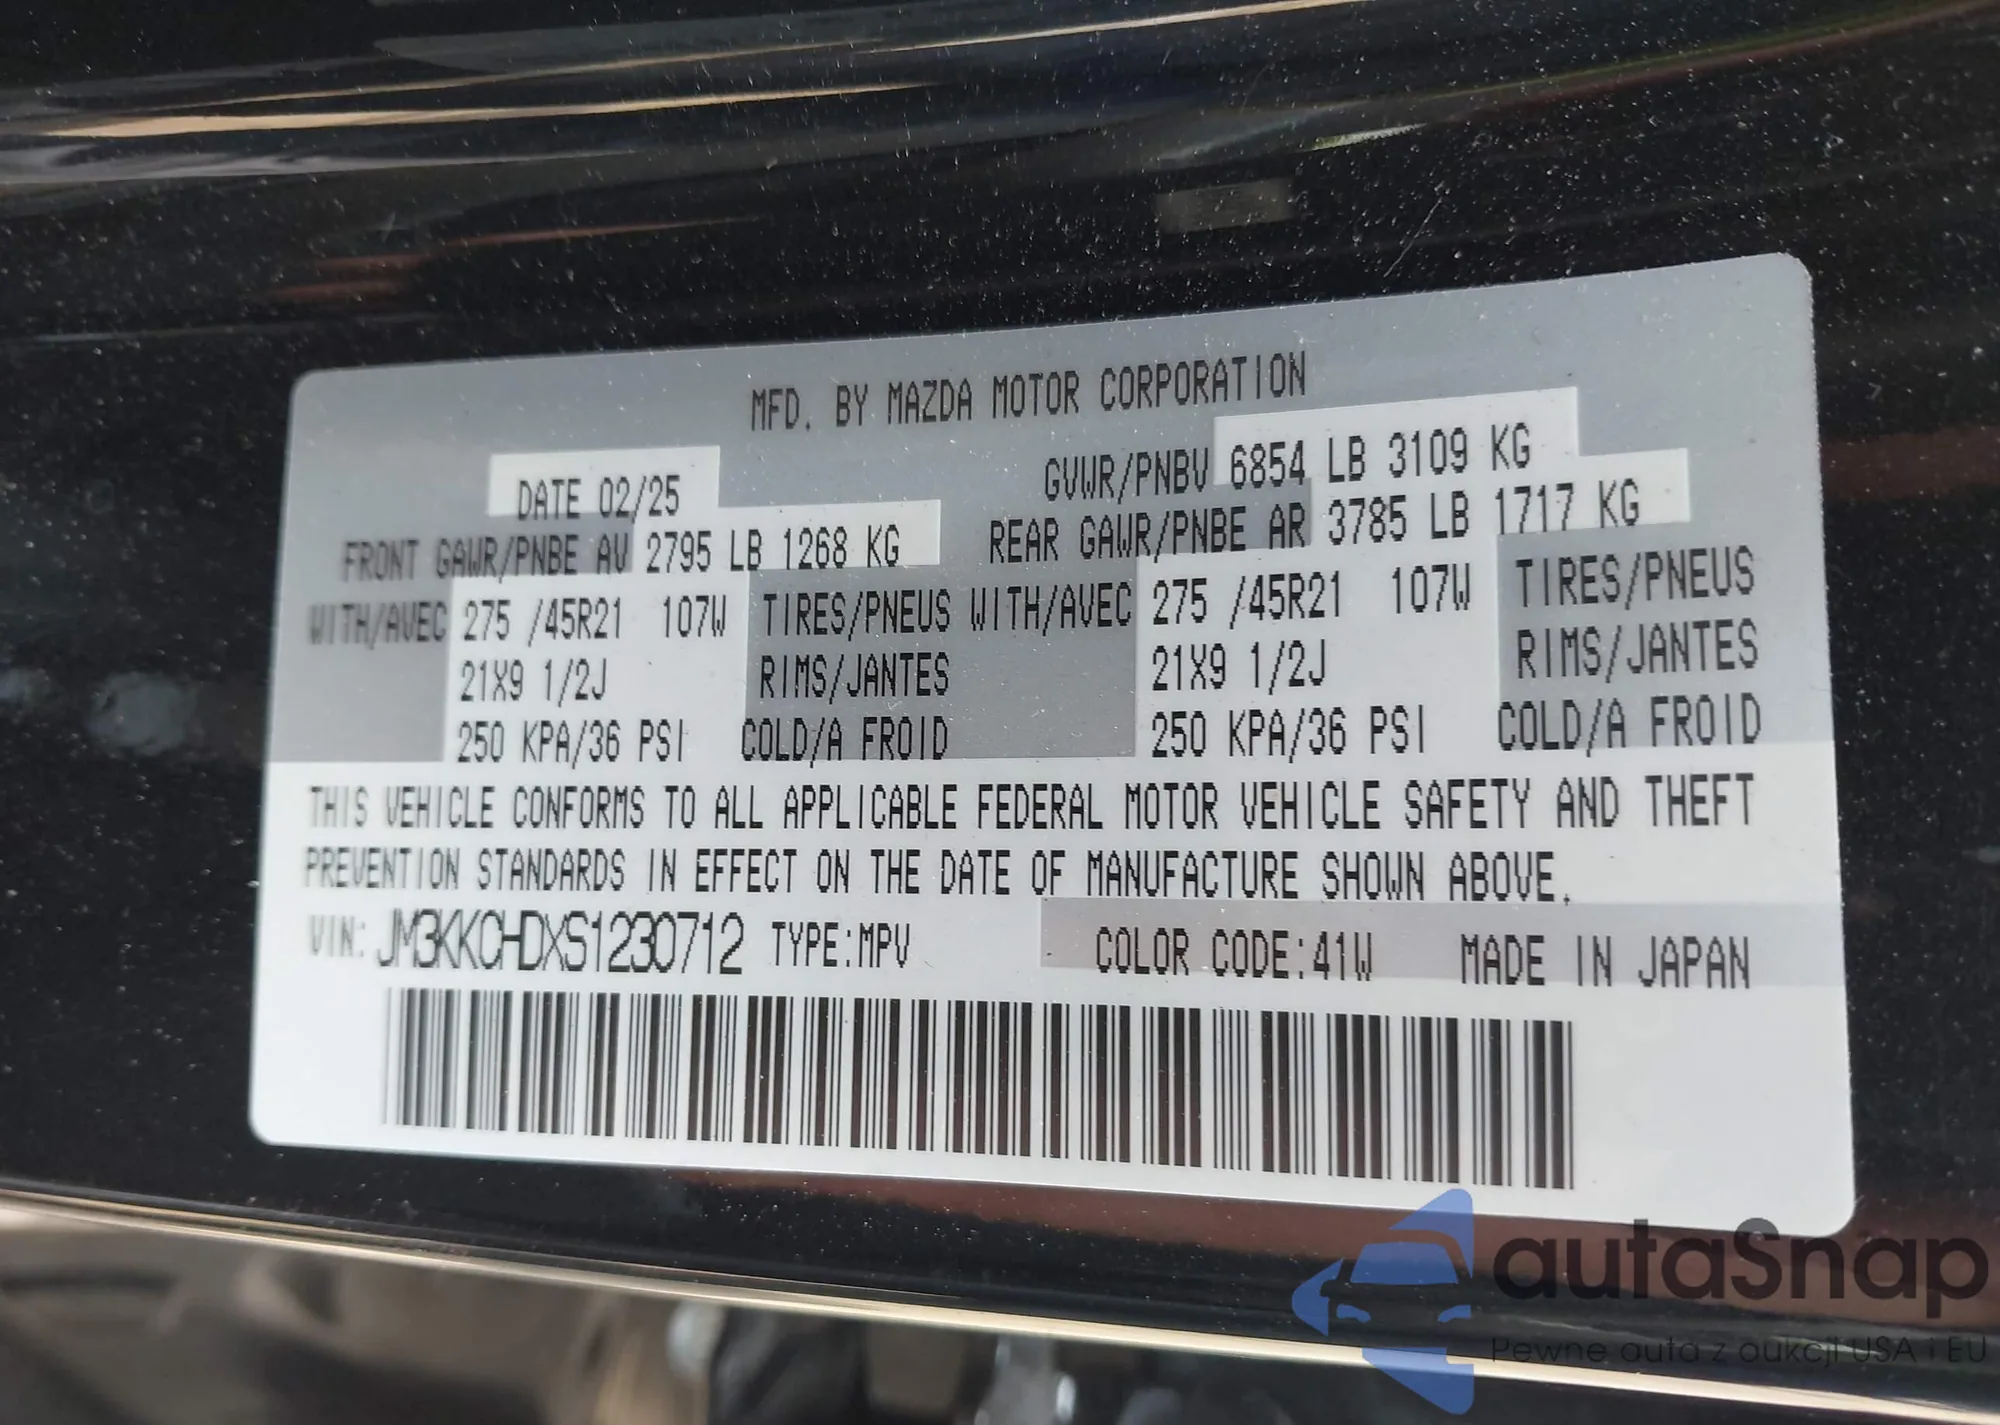 MFD. BY MAZDA MOTOR CORPORATION
DATE 02/25 GVWR/PNBV 6854 LB 3109 KG
FRONT GAWR/PNBE AV 2795 LB 1268 KG REAR GAWR/PNBE AR 3785 LB 1717 KG
WITH/AVEC 275 /45R21 107W TIRES/PNEUS WITH/AVEC 275 /45R21 107W TIRES/PNEUS
21X9 1/2J RIMS/JANTES 21X9 1/2J RIMS/JANTES
250 KPA/36 PSI COLD/A FROID 250 KPA/36 PSI COLD/A FROID
THIS VEHICLE CONFORMS TO ALL APPLICABLE FEDERAL MOTOR VEHICLE SAFETY AND THEFT
PREVENTION STANDARDS IN EFFECT ON THE DATE OF MANUFACTURE SHOWN ABOVE.
VIN: JM3KKCHDXS1230712 TYPE:MPV COLOR CODE:41W MADE IN JAPAN
autaSnap
Pewne auta z aukcji USA i EU